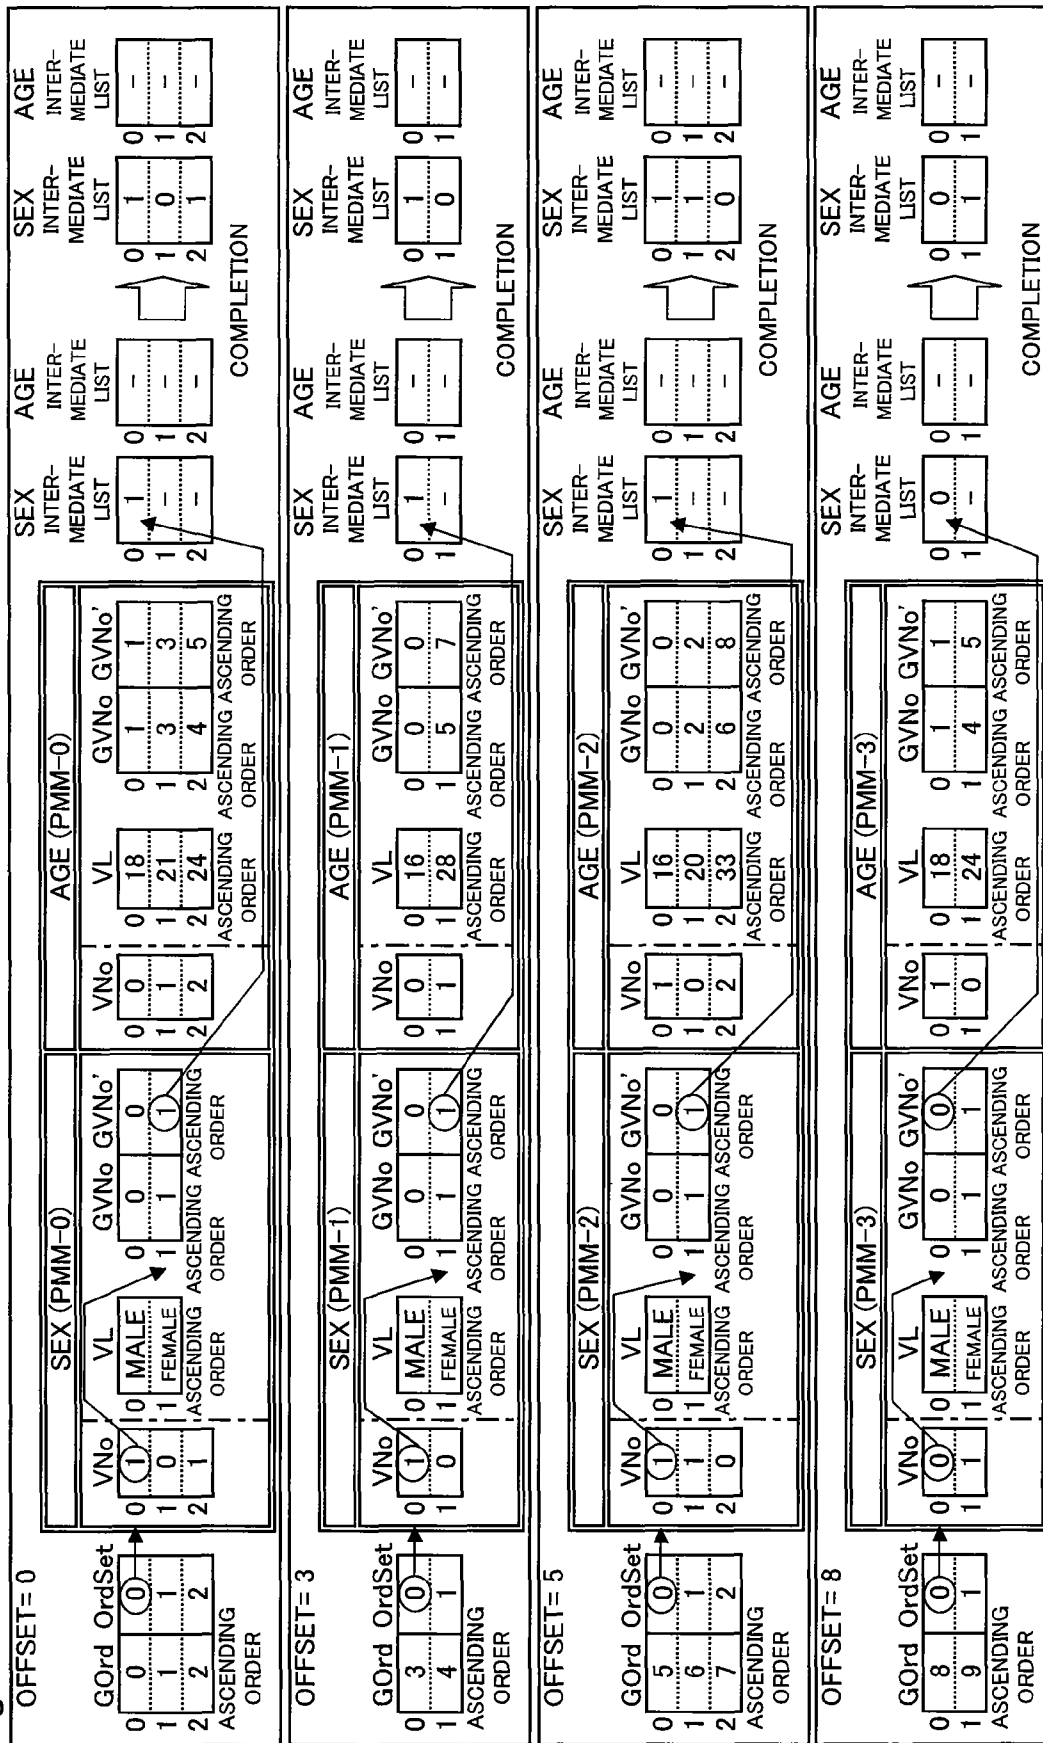 OFFSET= 0
GOrd OrdSet
0 0 0
1 1 1
2 2 2
ASCENDING
ORDER
SEX (PMM-0)
VNo VL GVNo GVNo'
0 1 0 MALE 0 0 0
1 0 1 FEMALE 1 1 1
2 1
ASCENDING ASCENDING ASCENDING
ORDER ORDER ORDER
AGE (PMM-0)
VNo VL GVNo GVNo'
0 0 0 18 0 1 1
1 1 1 21 1 3 3
2 2 2 24 2 4 5
ASCENDING ASCENDING ASCENDING
ORDER ORDER ORDER
SEX AGE
INTER- INTER-
MEDIATE MEDIATE
LIST LIST
0 1 0 -
1 - 1 -
2 - 2 -
COMPLETION
SEX AGE
INTER- INTER-
MEDIATE MEDIATE
LIST LIST
0 1 0 -
1 0 1 -
2 1 2 -
OFFSET= 3
GOrd OrdSet
0 3 0
1 4 1
ASCENDING
ORDER
SEX (PMM-1)
VNo VL GVNo GVNo'
0 1 0 MALE 0 0 0
1 0 1 FEMALE 1 1 1
ASCENDING ASCENDING ASCENDING
ORDER ORDER ORDER
AGE (PMM-1)
VNo VL GVNo GVNo'
0 0 0 16 0 0 0
1 1 1 28 1 5 7
ASCENDING ASCENDING ASCENDING
ORDER ORDER ORDER
SEX AGE
INTER- INTER-
MEDIATE MEDIATE
LIST LIST
0 1 0 -
1 - 1 -
COMPLETION
SEX AGE
INTER- INTER-
MEDIATE MEDIATE
LIST LIST
0 1 0 -
1 0 1 -
OFFSET= 5
GOrd OrdSet
0 5 0
1 6 1
2 7 2
ASCENDING
ORDER
SEX (PMM-2)
VNo VL GVNo GVNo'
0 1 0 MALE 0 0 0
1 1 1 FEMALE 1 1 1
2 0
ASCENDING ASCENDING ASCENDING
ORDER ORDER ORDER
AGE (PMM-2)
VNo VL GVNo GVNo'
0 1 0 16 0 0 0
1 0 1 20 1 2 2
2 2 2 33 2 6 8
ASCENDING ASCENDING ASCENDING
ORDER ORDER ORDER
SEX AGE
INTER- INTER-
MEDIATE MEDIATE
LIST LIST
0 1 0 -
1 - 1 -
2 - 2 -
COMPLETION
SEX AGE
INTER- INTER-
MEDIATE MEDIATE
LIST LIST
0 1 0 -
1 1 1 -
2 0 2 -
OFFSET= 8
GOrd OrdSet
0 8 0
1 9 1
ASCENDING
ORDER
SEX (PMM-3)
VNo VL GVNo GVNo'
0 0 0 MALE 0 0 0
1 1 1 FEMALE 1 1 1
ASCENDING ASCENDING ASCENDING
ORDER ORDER ORDER
AGE (PMM-3)
VNo VL GVNo GVNo'
0 1 0 18 0 1 1
1 0 1 24 1 4 5
ASCENDING ASCENDING ASCENDING
ORDER ORDER ORDER
SEX AGE
INTER- INTER-
MEDIATE MEDIATE
LIST LIST
0 0 0 -
1 - 1 -
COMPLETION
SEX AGE
INTER- INTER-
MEDIATE MEDIATE
LIST LIST
0 0 0 -
1 1 1 -